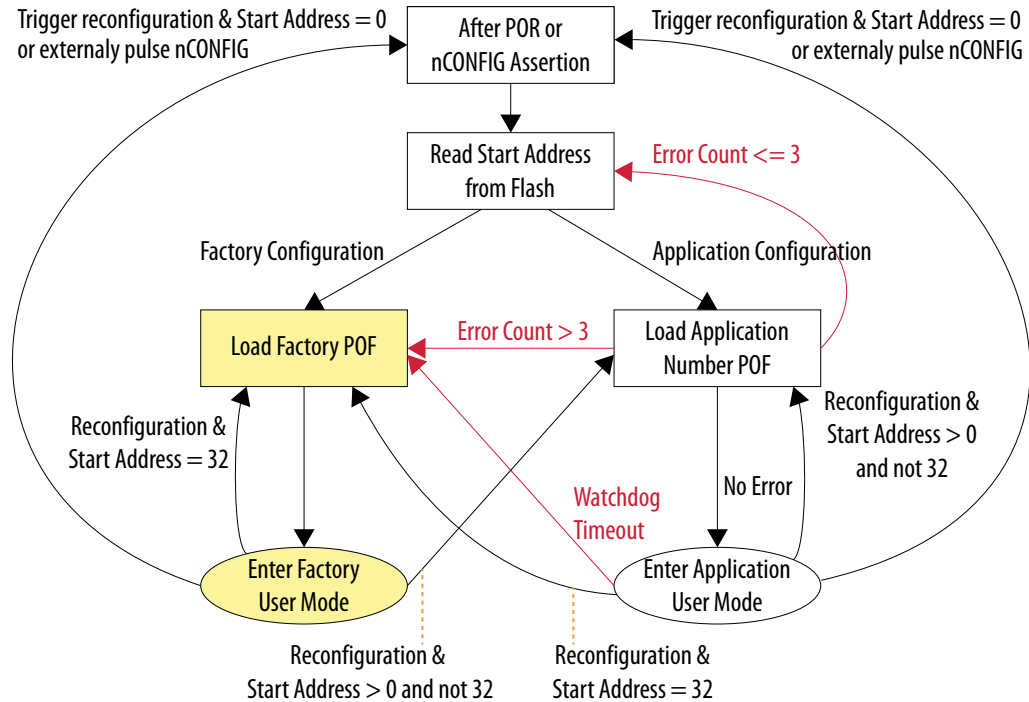 Trigger reconfiguration & Start Address = 0
or externaly pulse nCONFIG
After POR or
nCONFIG Assertion
Trigger reconfiguration & Start Address = 0
or externaly pulse nCONFIG
Read Start Address
from Flash
Error Count <= 3
Factory Configuration
Application Configuration
Load Factory POF
Error Count > 3
Load Application
Number POF
Reconfiguration &
Start Address = 32
Reconfiguration &
Start Address > 0
and not 32
Watchdog
Timeout
No Error
Enter Factory
User Mode
Enter Application
User Mode
Reconfiguration &
Start Address > 0 and not 32
Reconfiguration &
Start Address = 32